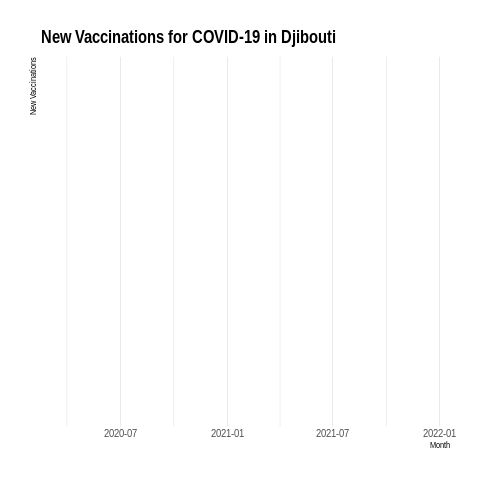 New Vaccinations for COVID-19 in Djibouti
New Vaccinations
2020-07
2021-01
2021-07
2022-01
Month